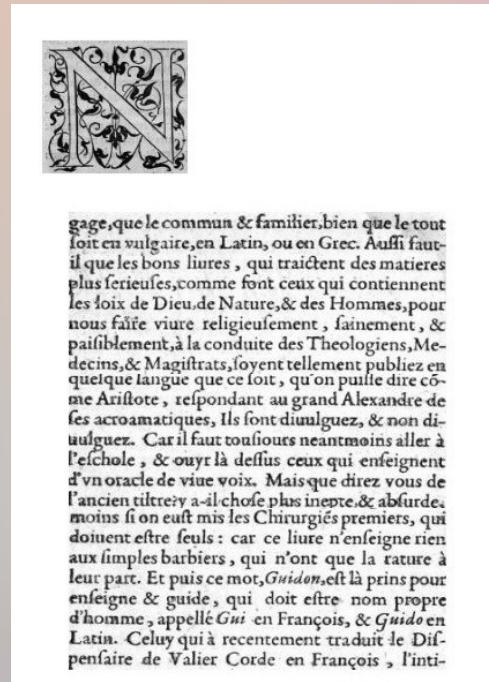 N
gage,que le commun & familier,bien que le tout
ſoit en vulgaire,en Latin, ou en Grec. Auſſi faut-
il que les bons liures , qui traictent des matieres
plus ſerieuſes,comme ſont ceux qui contiennent
les loix de Dieu,de Nature,& des Hommes,pour
nous faire viure religieuſement , ſainement , &
paiſiblement,à la conduite des Theologiens,Me-
decins,& Magiſtrats,ſoyent tellement publiez en
quelque langue que ce ſoit , qu'on puiſſe dire cō-
me Ariſtote , reſpondant au grand Alexandre de
ſes acroamatiques, Ils ſont diuulguez, & non di-
uulguez. Car il faut touſiours neantmoins aller à
l'eſchole , & ouyr là deſſus ceux qui enſeignent
d'vn oracle de viue voix. Mais que direz vous de
l'ancien tiltre?y a-il choſe plus inepte,& abſurde.
moins ſi on euſt mis les Chirurgiẽs premiers, qui
doiuent eſtre ſeuls : car ce liure n'enſeigne rien
aux ſimples barbiers , qui n'ont que la rature à
leur part. Et puis ce mot,Guidon,eſt là prins pour
enſeigne & guide , qui doit eſtre nom propre
d'homme , appellé Gui en François, & Guido en
Latin. Celuy qui à recentement traduit le Diſ-
penſaire de Valier Corde en François , l'inti-